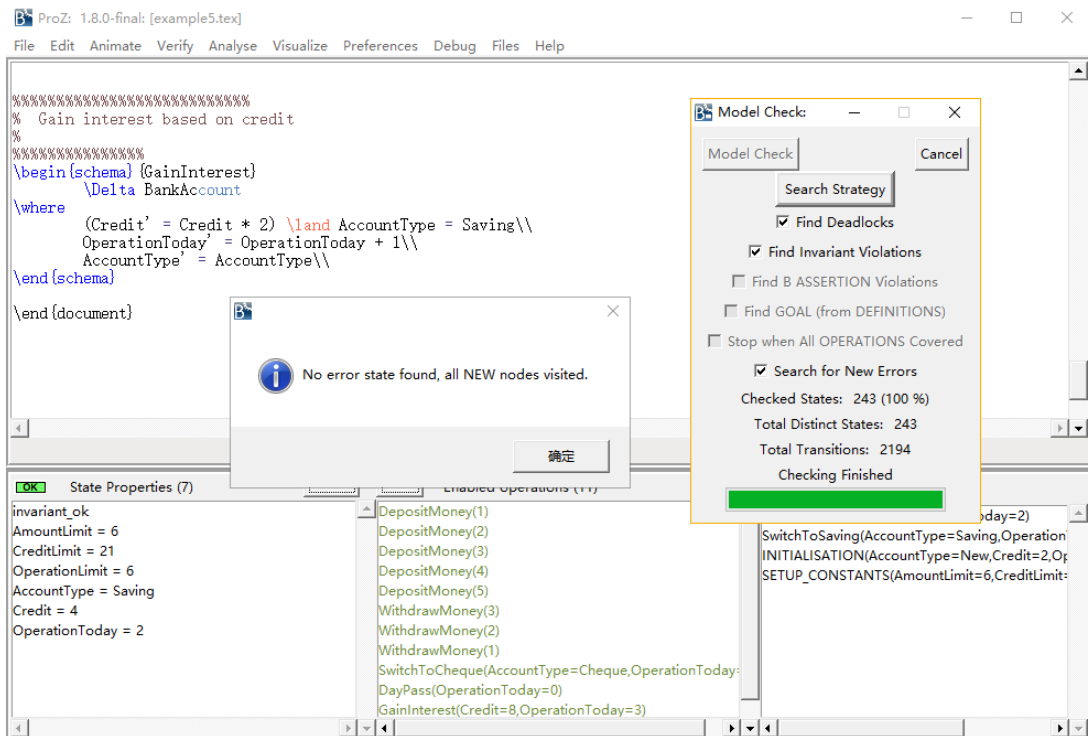 ProZ: 1.8.0-final: [example5.tex]
File Edit Animate Verify Analyse Visualize Preferences Debug Files Help
%%%%%%%%%%%%%%%%%%%%%%%%%%%
% Gain interest based on credit
%
%%%%%%%%%%%%%%%
\begin{schema}{GainInterest}
\Delta BankAccount
\where
(Credit' = Credit * 2) \land AccountType = Saving\\
OperationToday' = OperationToday + 1\\
AccountType' = AccountType\\
\end{schema}
\end{document}
No error state found, all NEW nodes visited.
确定
Model Check:
Model Check
Cancel
Search Strategy
Find Deadlocks
Find Invariant Violations
Find B ASSERTION Violations
Find GOAL (from DEFINITIONS)
Stop when All OPERATIONS Covered
Search for New Errors
Checked States: 243 (100 %)
Total Distinct States: 243
Total Transitions: 2194
Checking Finished
OK State Properties (7)
invariant_ok
AmountLimit = 6
CreditLimit = 21
OperationLimit = 6
AccountType = Saving
Credit = 4
OperationToday = 2
Enabled Operations (11)
DepositMoney(1)
DepositMoney(2)
DepositMoney(3)
DepositMoney(4)
DepositMoney(5)
WithdrawMoney(3)
WithdrawMoney(2)
WithdrawMoney(1)
SwitchToCheque(AccountType=Cheque,OperationToday=
DayPass(OperationToday=0)
GainInterest(Credit=8,OperationToday=3)
day=2)
SwitchToSaving(AccountType=Saving,Operation
INITIALISATION(AccountType=New,Credit=2,Op
SETUP_CONSTANTS(AmountLimit=6,CreditLimit=